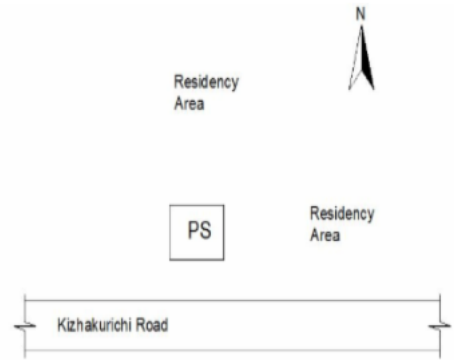 N
Residency
Area
PS
Residency
Area
Kizhakurichi Road